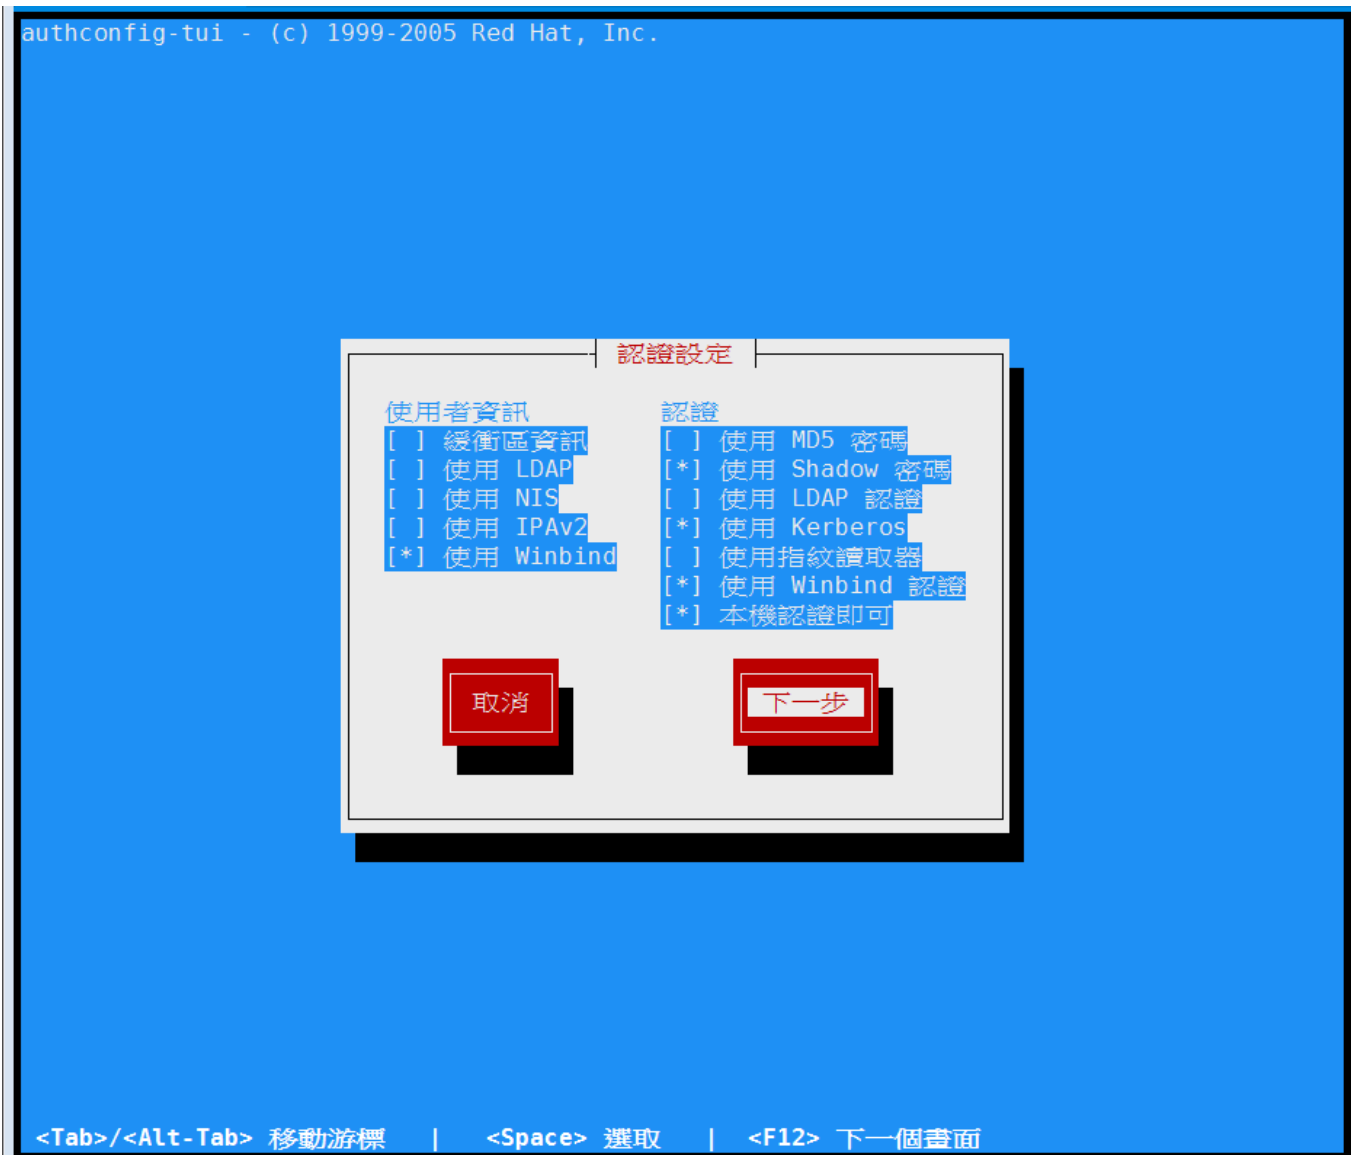 authconfig-tui - (c) 1999-2005 Red Hat, Inc.
認證設定
使用者資訊
[ ] 緩衝區資訊
[ ] 使用 LDAP
[ ] 使用 NIS
[ ] 使用 IPAv2
[*] 使用 Winbind
認證
[ ] 使用 MD5 密碼
[*] 使用 Shadow 密碼
[ ] 使用 LDAP 認證
[*] 使用 Kerberos
[ ] 使用指紋讀取器
[*] 使用 Winbind 認證
[*] 本機認證即可
取消
下一步
<Tab>/<Alt-Tab> 移動游標 | <Space> 選取 | <F12> 下一個畫面